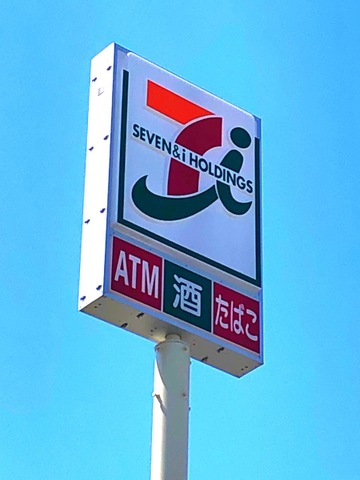 SEVEN&i HOLDINGS
ATM 酒 たばこ